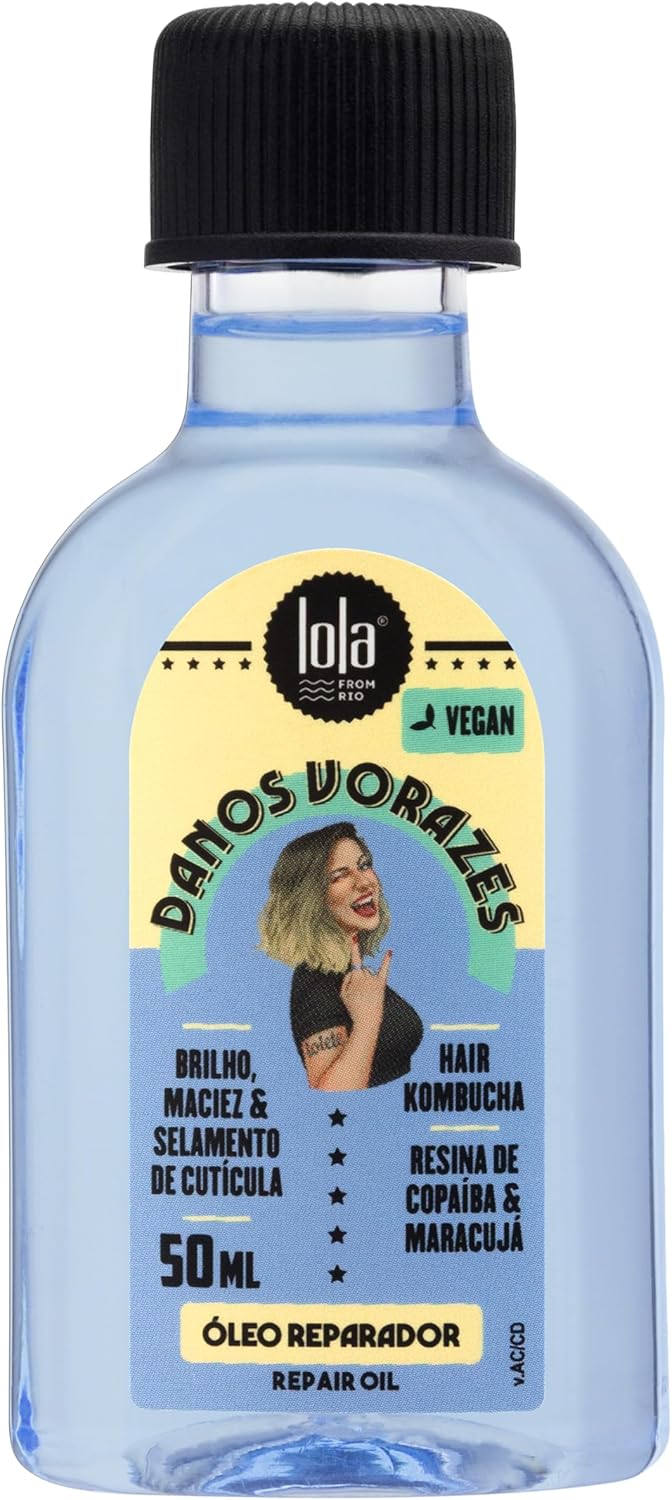 lola®
FROM
RIO
VEGAN
DANOS VORAZES
BRILHO,
MACIEZ &
SELAMENTO
DE CUTÍCULA
50ML
HAIR
KOMBUCHA
RESINA DE
COPAÍBA &
MARACUJÁ
ÓLEO REPARADOR
REPAIR OIL
v.AC/CD